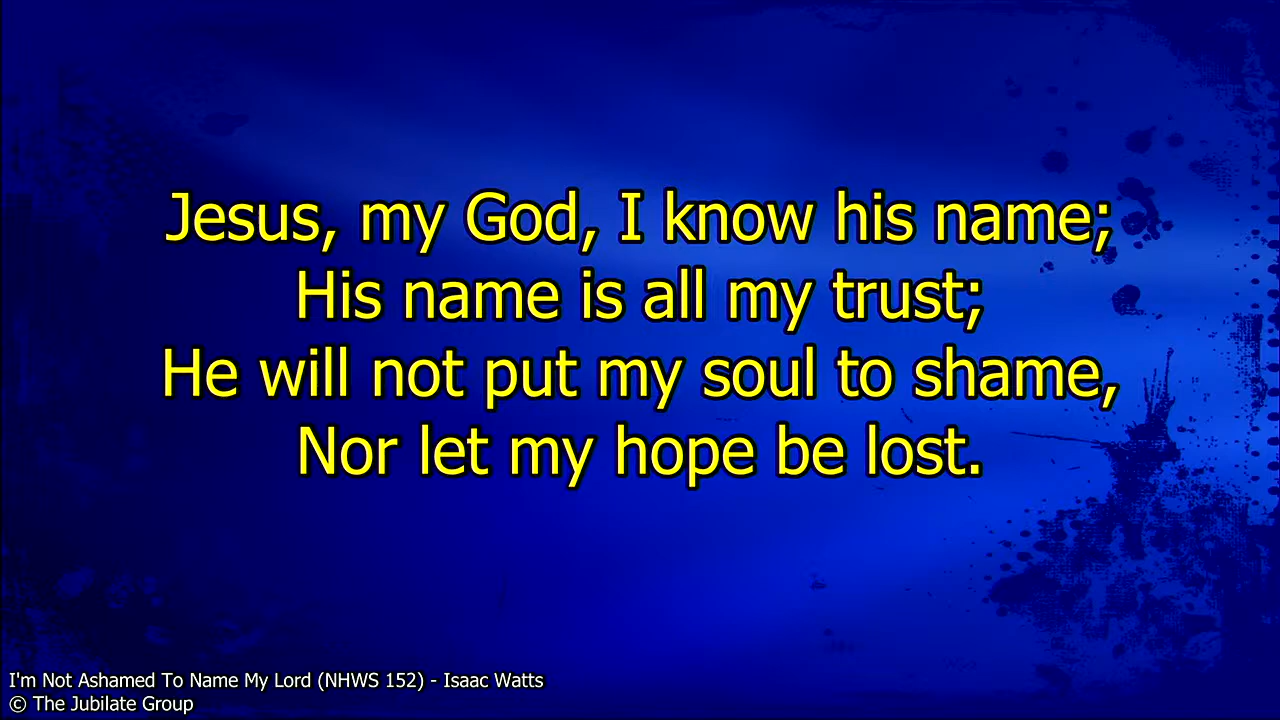 Jesus, my God, I know his name;
His name is all my trust;
He will not put my soul to shame,
Nor let my hope be lost.
I'm Not Ashamed To Name My Lord (NHWS 152) - Isaac Watts
© The Jubilate Group